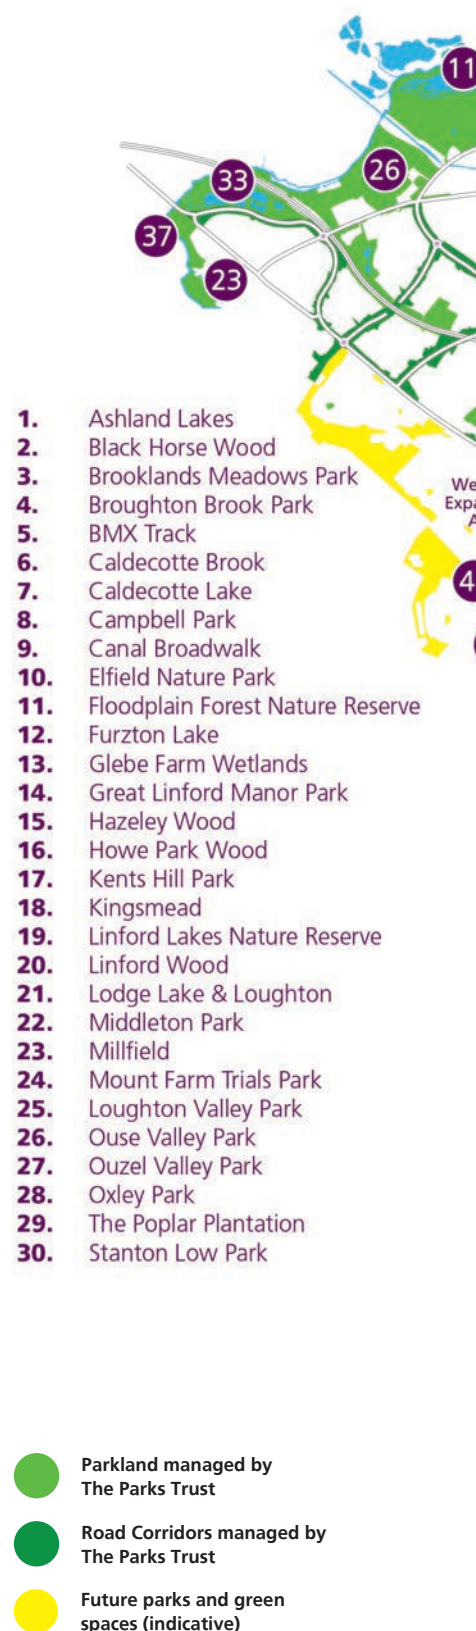 11
26
33
37
23
We
Expa
A
4
1. Ashland Lakes
2. Black Horse Wood
3. Brooklands Meadows Park
4. Broughton Brook Park
5. BMX Track
6. Caldecotte Brook
7. Caldecotte Lake
8. Campbell Park
9. Canal Broadwalk
10. Elfield Nature Park
11. Floodplain Forest Nature Reserve
12. Furzton Lake
13. Glebe Farm Wetlands
14. Great Linford Manor Park
15. Hazeley Wood
16. Howe Park Wood
17. Kents Hill Park
18. Kingsmead
19. Linford Lakes Nature Reserve
20. Linford Wood
21. Lodge Lake & Loughton
22. Middleton Park
23. Millfield
24. Mount Farm Trials Park
25. Loughton Valley Park
26. Ouse Valley Park
27. Ouzel Valley Park
28. Oxley Park
29. The Poplar Plantation
30. Stanton Low Park
Parkland managed by
The Parks Trust
Road Corridors managed by
The Parks Trust
Future parks and green
spaces (indicative)